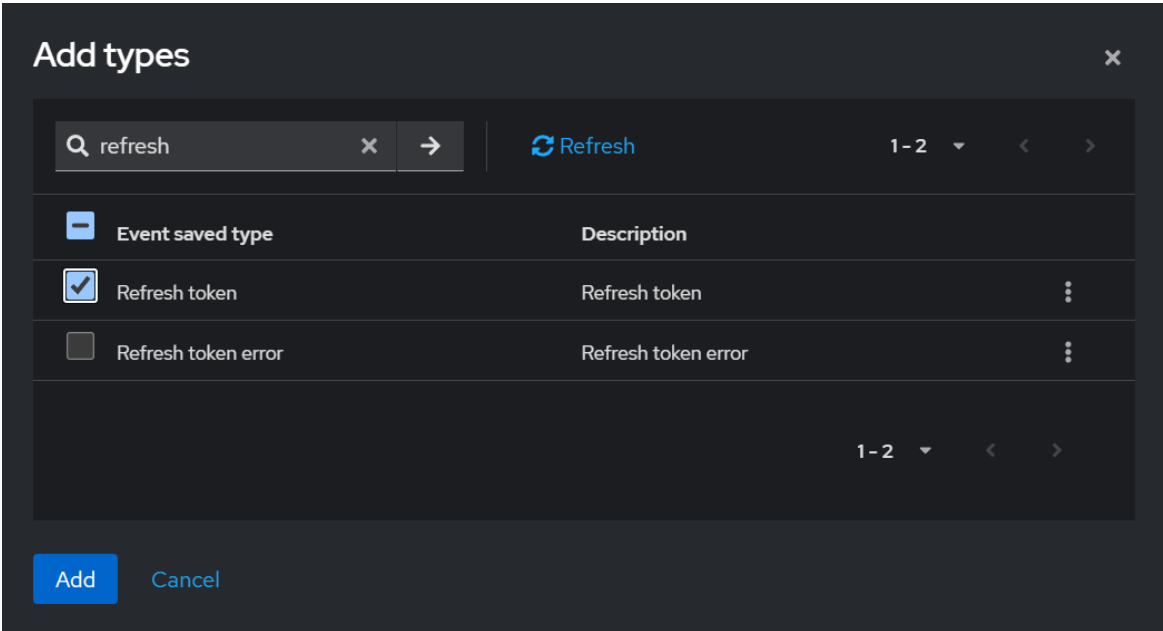 Add types
refresh Refresh 1 - 2
Event saved type Description
Refresh token Refresh token
Refresh token error Refresh token error
1 - 2
Add Cancel